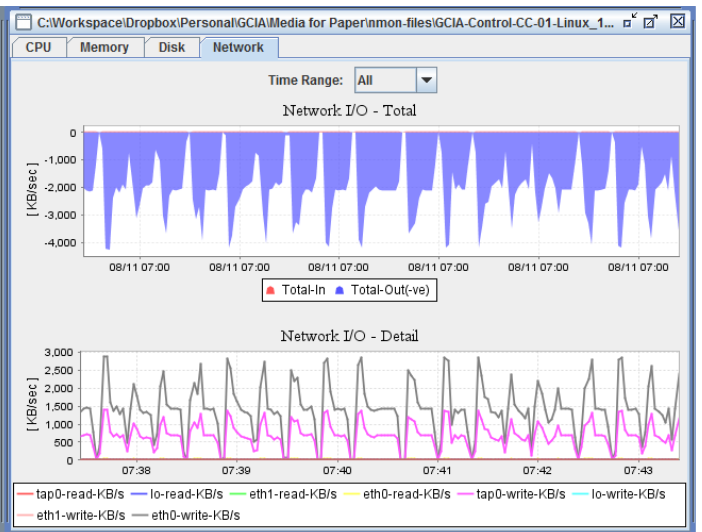 C:\Workspace\Dropbox\Personal\GCIA\Media for Paper\nmon-files\GCIA-Control-CC-01-Linux_1...
CPU Memory Disk Network
Time Range: All
Network I/O - Total
0
-1,000
-2,000
-3,000
-4,000
[KB/sec]
08/11 07:00 08/11 07:00 08/11 07:00 08/11 07:00 08/11 07:00 08/11 07:00
Total-In Total-Out(-ve)
Network I/O - Detail
3,000
2,500
2,000
1,500
1,000
500
0
[KB/sec]
07:38 07:39 07:40 07:41 07:42 07:43
tap0-read-KB/s lo-read-KB/s eth1-read-KB/s eth0-read-KB/s tap0-write-KB/s lo-write-KB/s
eth1-write-KB/s eth0-write-KB/s